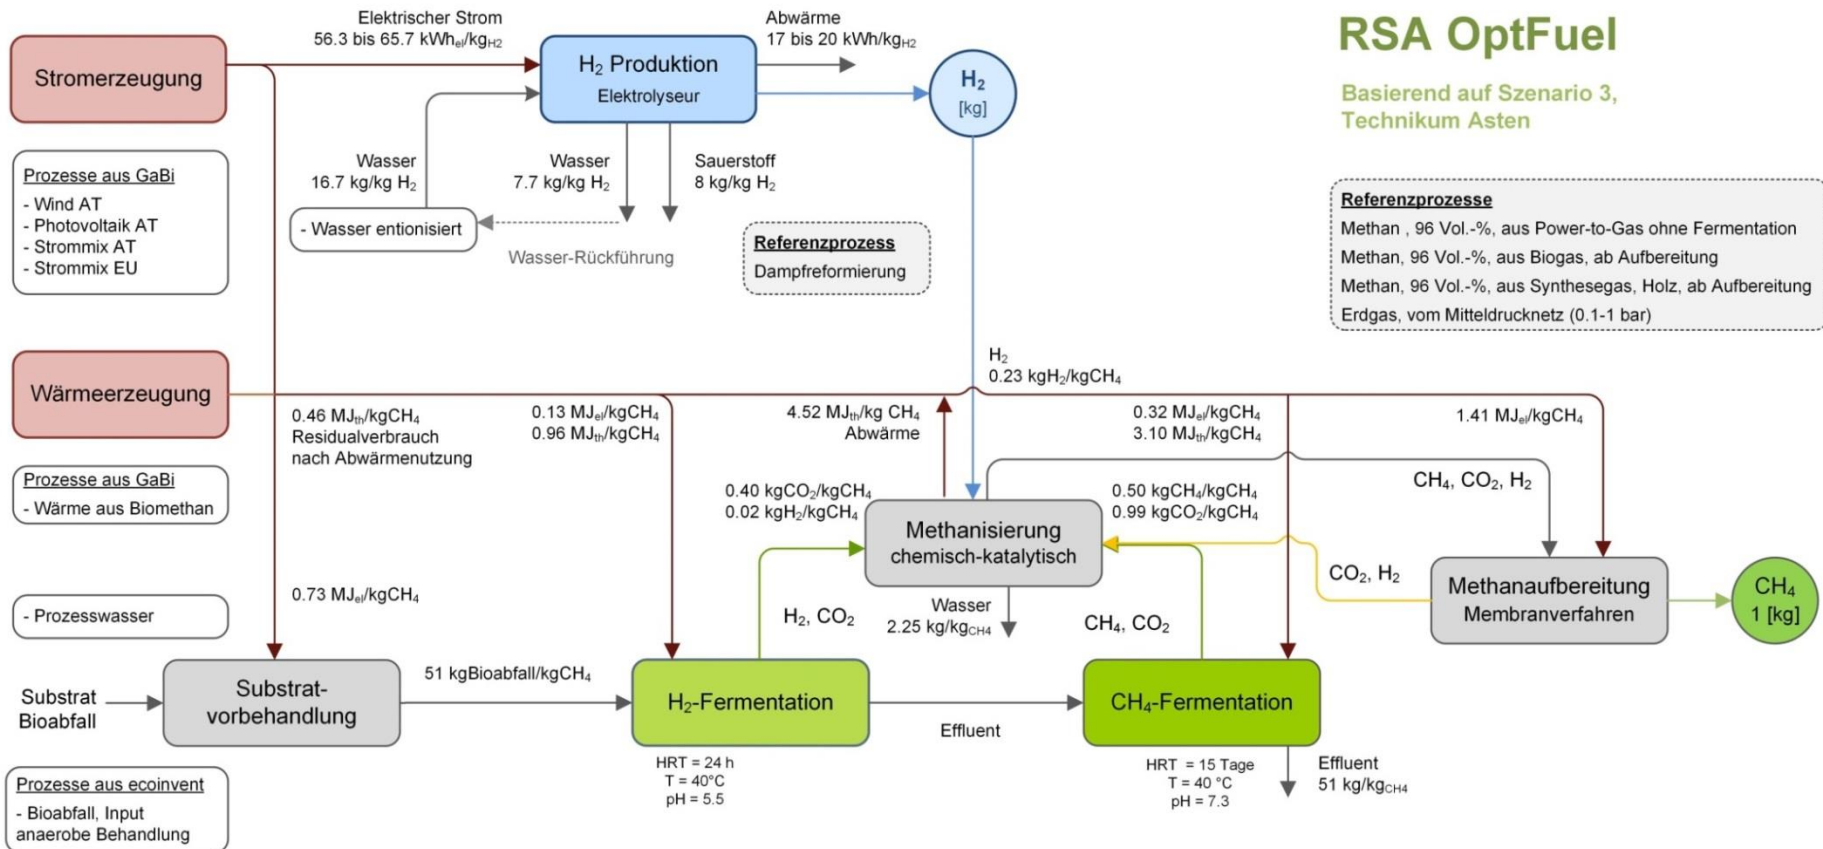 RSA OptFuel
Basierend auf Szenario 3,
Technikum Asten
Stromerzeugung
Elektrischer Strom
56.3 bis 65.7 kWhel/kgH2
H2 Produktion
Elektrolyseur
Abwärme
17 bis 20 kWh/kgH2
H2
[kg]
Prozesse aus GaBi
- Wind AT
- Photovoltaik AT
- Strommix AT
- Strommix EU
Wasser
16.7 kg/kg H2
Wasser
7.7 kg/kg H2
Sauerstoff
8 kg/kg H2
- Wasser entionisiert
Wasser-Rückführung
Referenzprozess
Dampfreformierung
Referenzprozesse
Methan , 96 Vol.-%, aus Power-to-Gas ohne Fermentation
Methan, 96 Vol.-%, aus Biogas, ab Aufbereitung
Methan, 96 Vol.-%, aus Synthesegas, Holz, ab Aufbereitung
Erdgas, vom Mitteldrucknetz (0.1-1 bar)
Wärmeerzeugung
H2
0.23 kgH2/kgCH4
0.46 MJth/kgCH4
Residualverbrauch
nach Abwärmenutzung
0.13 MJel/kgCH4
0.96 MJth/kgCH4
4.52 MJth/kg CH4
Abwärme
0.32 MJel/kgCH4
3.10 MJth/kgCH4
1.41 MJel/kgCH4
Prozesse aus GaBi
- Wärme aus Biomethan
0.40 kgCO2/kgCH4
0.02 kgH2/kgCH4
Methanisierung
chemisch-katalytisch
0.50 kgCH4/kgCH4
0.99 kgCO2/kgCH4
CH4, CO2, H2
CO2, H2
Methanaufbereitung
Membranverfahren
CH4
1 [kg]
- Prozesswasser
0.73 MJel/kgCH4
H2, CO2
Wasser
2.25 kg/kgCH4
CH4, CO2
Substrat
Bioabfall
Substrat-
vorbehandlung
51 kgBioabfall/kgCH4
H2-Fermentation
Effluent
CH4-Fermentation
HRT = 24 h
T = 40°C
pH = 5.5
HRT = 15 Tage
T = 40 °C
pH = 7.3
Effluent
51 kg/kgCH4
Prozesse aus ecoinvent
- Bioabfall, Input
anaerobe Behandlung